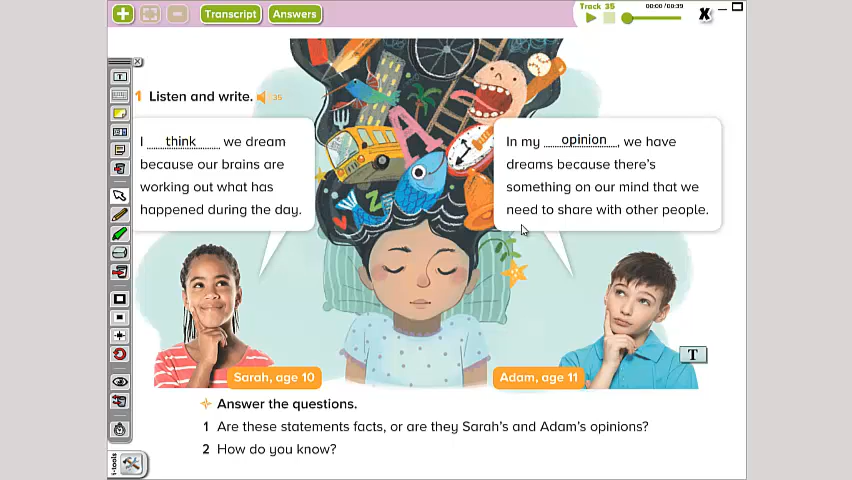 Transcript
Answers
Track 35
00:00 / 00:39
X
1 Listen and write. 35
I think we dream
because our brains are
working out what has
happened during the day.
In my opinion, we have
dreams because there's
something on our mind that we
need to share with other people.
A
Z
T
Sarah, age 10
Adam, age 11
Answer the questions.
1 Are these statements facts, or are they Sarah's and Adam's opinions?
2 How do you know?
t-tools
T